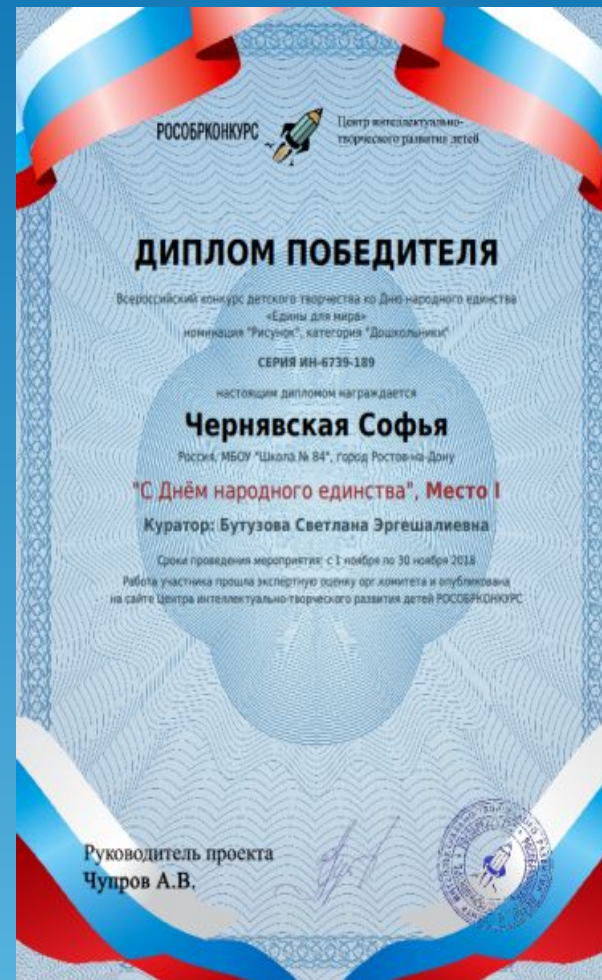 РОСОБРКОНКУРС
Центр интеллектуально-
творческого развития детей
ДИПЛОМ ПОБЕДИТЕЛЯ
Всероссийский конкурс детского творчества ко Дню народного единства
«Едины для мира»
номинация "Рисунок", категория "Дошкольники"
СЕРИЯ ИН-6739-189
настоящим дипломом награждается
Чернявская Софья
Россия, МБОУ "Школа № 84", город Ростов-на-Дону
"С Днём народного единства", Место I
Куратор: Бутузова Светлана Эргешалиевна
Сроки проведения мероприятия: с 1 ноября по 30 ноября 2018
Работа участника прошла экспертную оценку орг.комитета и опубликована
на сайте Центра интеллектуально-творческого развития детей РОСОБРКОНКУРС
Руководитель проекта
Чупров А.В.